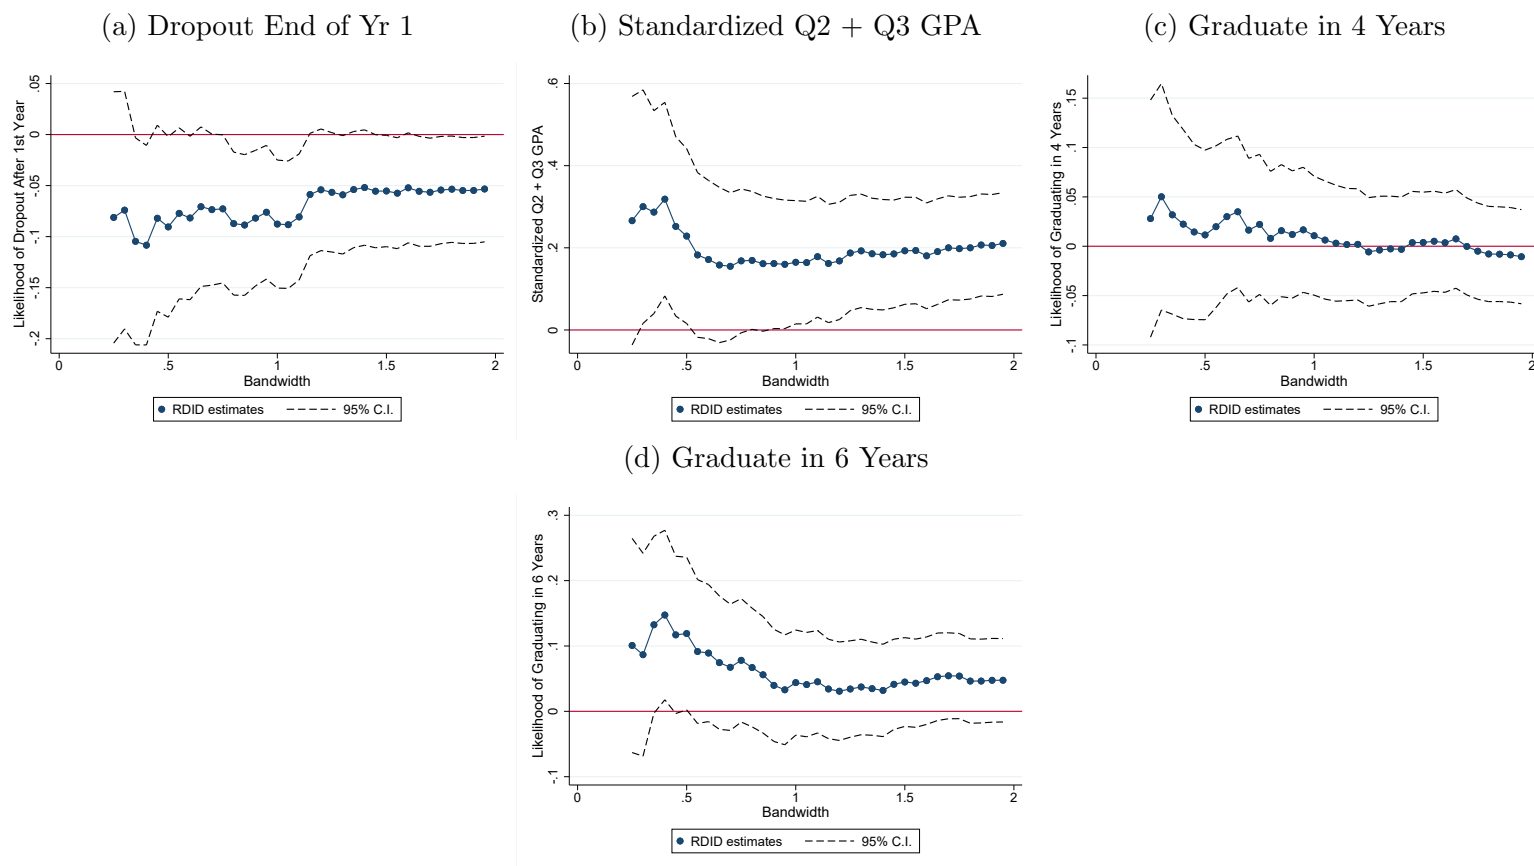 (a) Dropout End of Yr 1
Likelihood of Dropout After 1st Year
.05
0
-.05
-.1
-.15
-.2
0 .5 1 1.5 2
Bandwidth
RDID estimates 95% C.I.
(b) Standardized Q2 + Q3 GPA
Standardized Q2 + Q3 GPA
.6
.4
.2
0
0 .5 1 1.5 2
Bandwidth
RDID estimates 95% C.I.
(c) Graduate in 4 Years
Likelihood of Graduating in 4 Years
.15
.1
.05
0
-.05
-.1
0 .5 1 1.5 2
Bandwidth
RDID estimates 95% C.I.
(d) Graduate in 6 Years
Likelihood of Graduating in 6 Years
.3
.2
.1
0
-.1
0 .5 1 1.5 2
Bandwidth
RDID estimates 95% C.I.